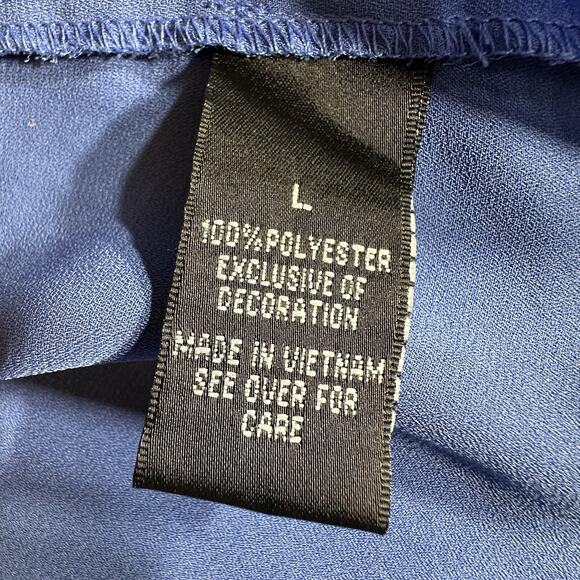 L
100% POLYESTER
EXCLUSIVE OF
DECORATION
MADE IN VIETNAM
SEE OVER FOR
CARE